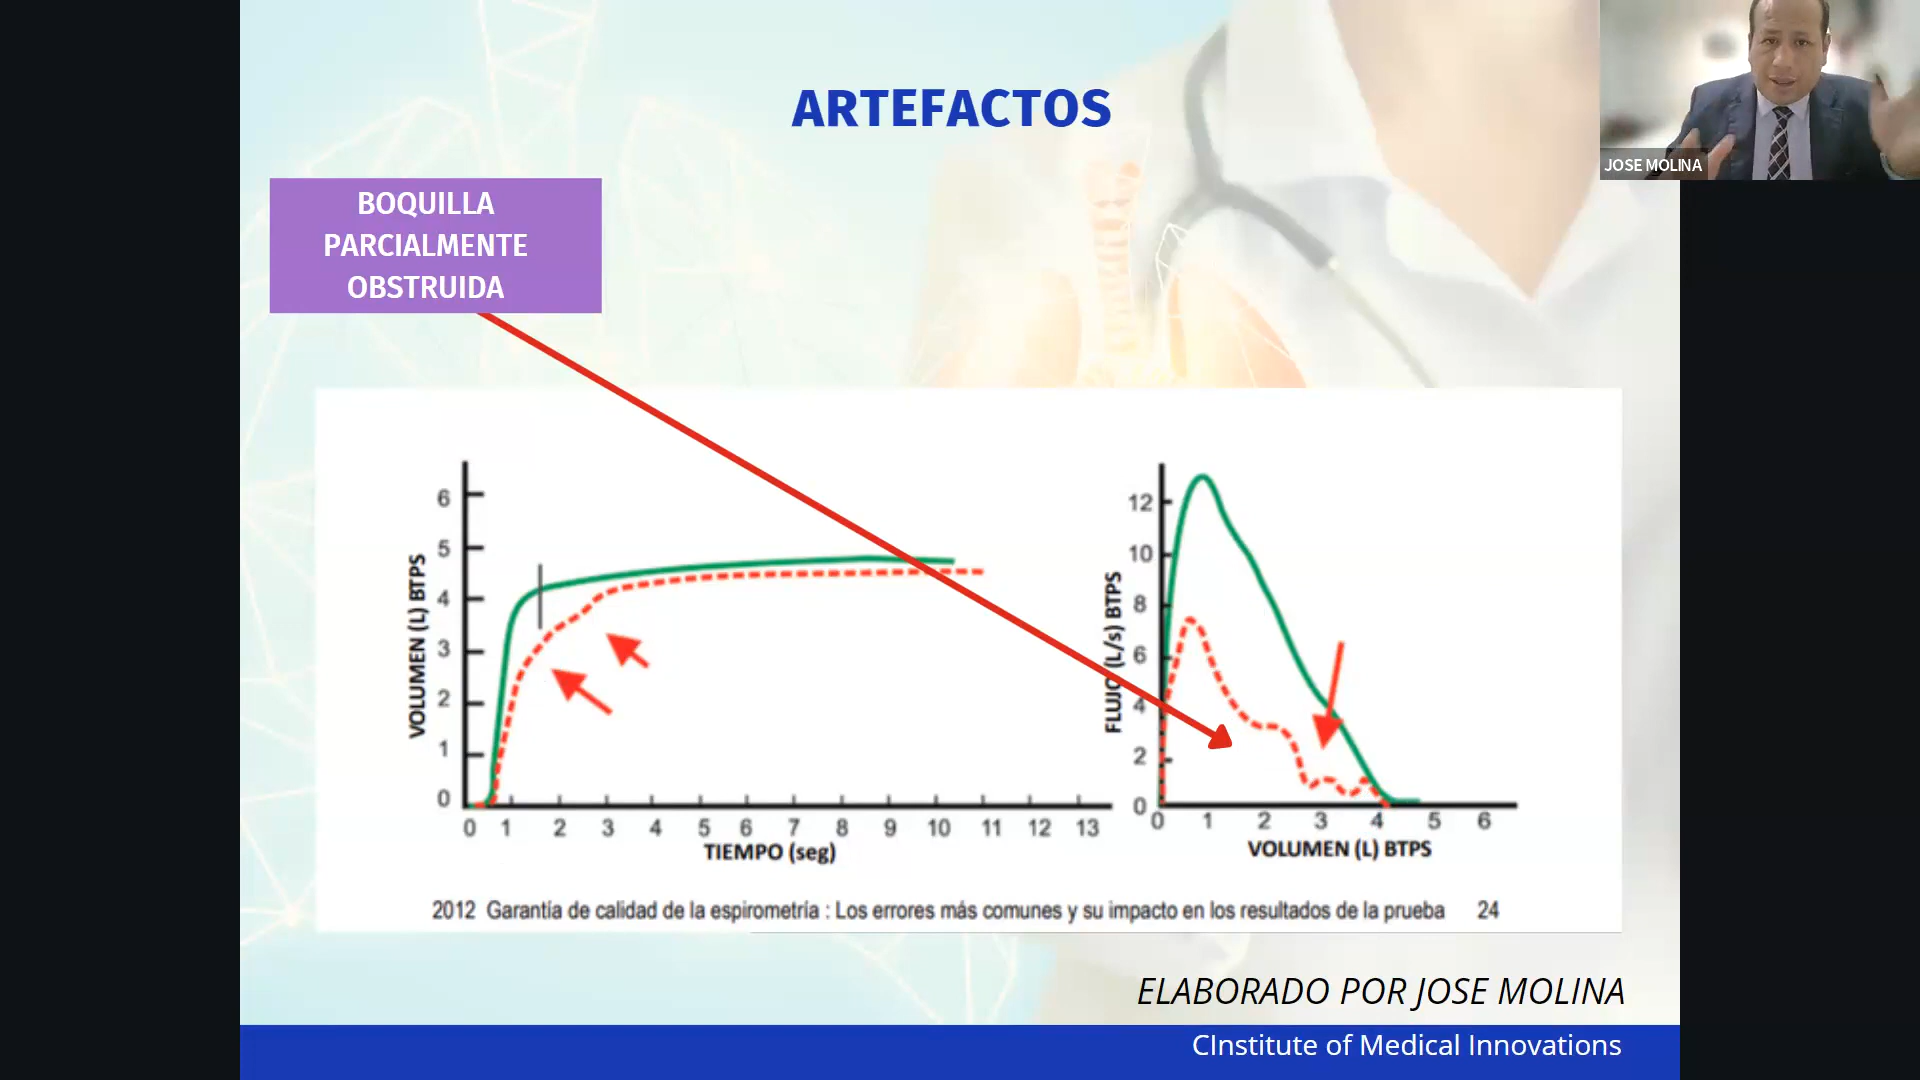 ARTEFACTOS
JOSE MOLINA
BOQUILLA
PARCIALMENTE
OBSTRUIDA
VOLUMEN (L) BTPS
6
5
4
3
2
1
0
0 1 2 3 4 5 6 7 8 9 10 11 12 13
TIEMPO (seg)
FLUJO (L/s) BTPS
12
10
8
6
4
2
0
0 1 2 3 4 5 6
VOLUMEN (L) BTPS
2012 Garantía de calidad de la espirometría : Los errores más comunes y su impacto en los resultados de la prueba 24
ELABORADO POR JOSE MOLINA
CInstitute of Medical Innovations